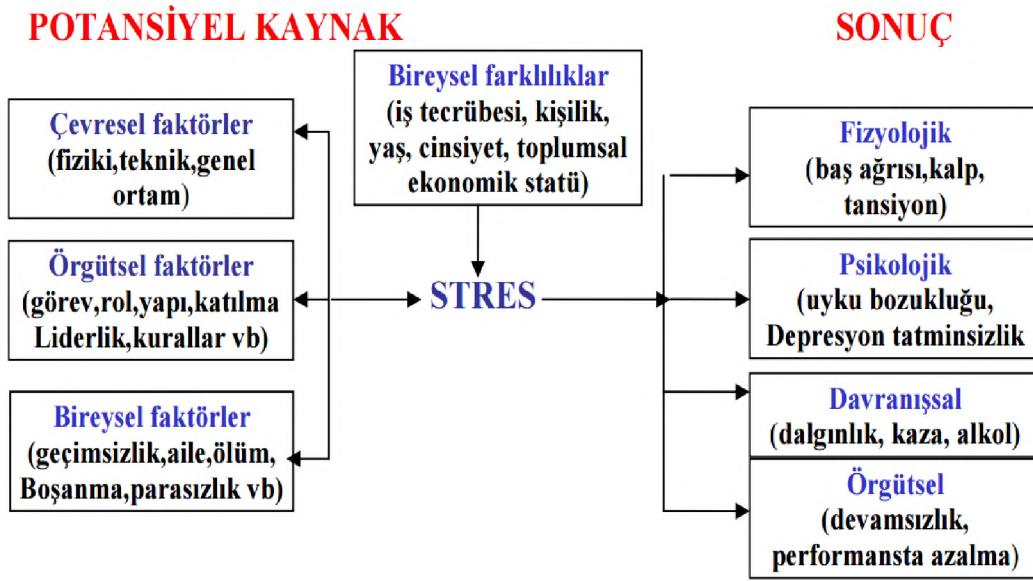 POTANSİYEL KAYNAK
SONUÇ
Bireysel farklılıklar
(iş tecrübesi, kişilik,
yaş, cinsiyet, toplumsal
ekonomik statü)
Çevresel faktörler
(fiziki,teknik,genel
ortam)
Örgütsel faktörler
(görev,rol,yapı,katılma
Liderlik,kurallar vb)
Bireysel faktörler
(geçimsizlik,aile,ölüm,
Boşanma,parasızlık vb)
STRES
Fizyolojik
(baş ağrısı,kalp,
tansiyon)
Psikolojik
(uyku bozukluğu,
Depresyon tatminsizlik
Davranışsal
(dalgınlık, kaza, alkol)
Örgütsel
(devamsızlık,
performansta azalma)